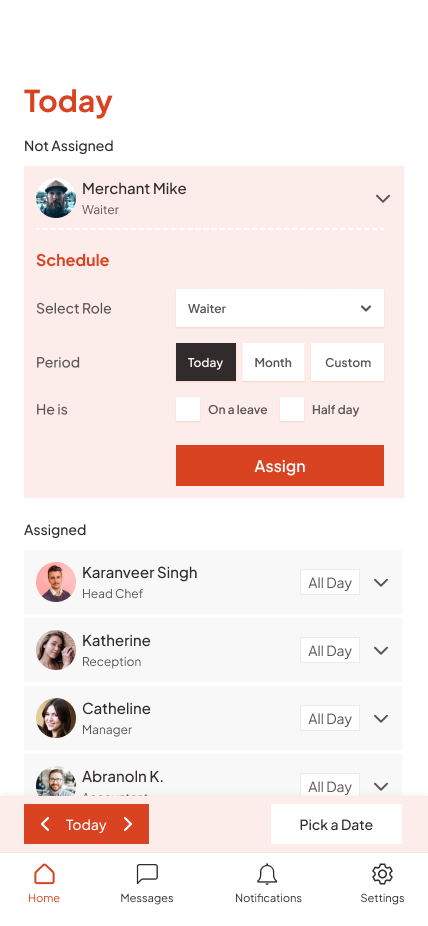 Today
Not Assigned
Merchant Mike
Waiter
Schedule
Select Role
Waiter
Period
Today Month Custom
He is
On a leave Half day
Assign
Assigned
Karanveer Singh
Head Chef
All Day
Katherine
Reception
All Day
Catheline
Manager
All Day
Abranoln K.
Accountant
All Day
Today
Pick a Date
Home Messages Notifications Settings